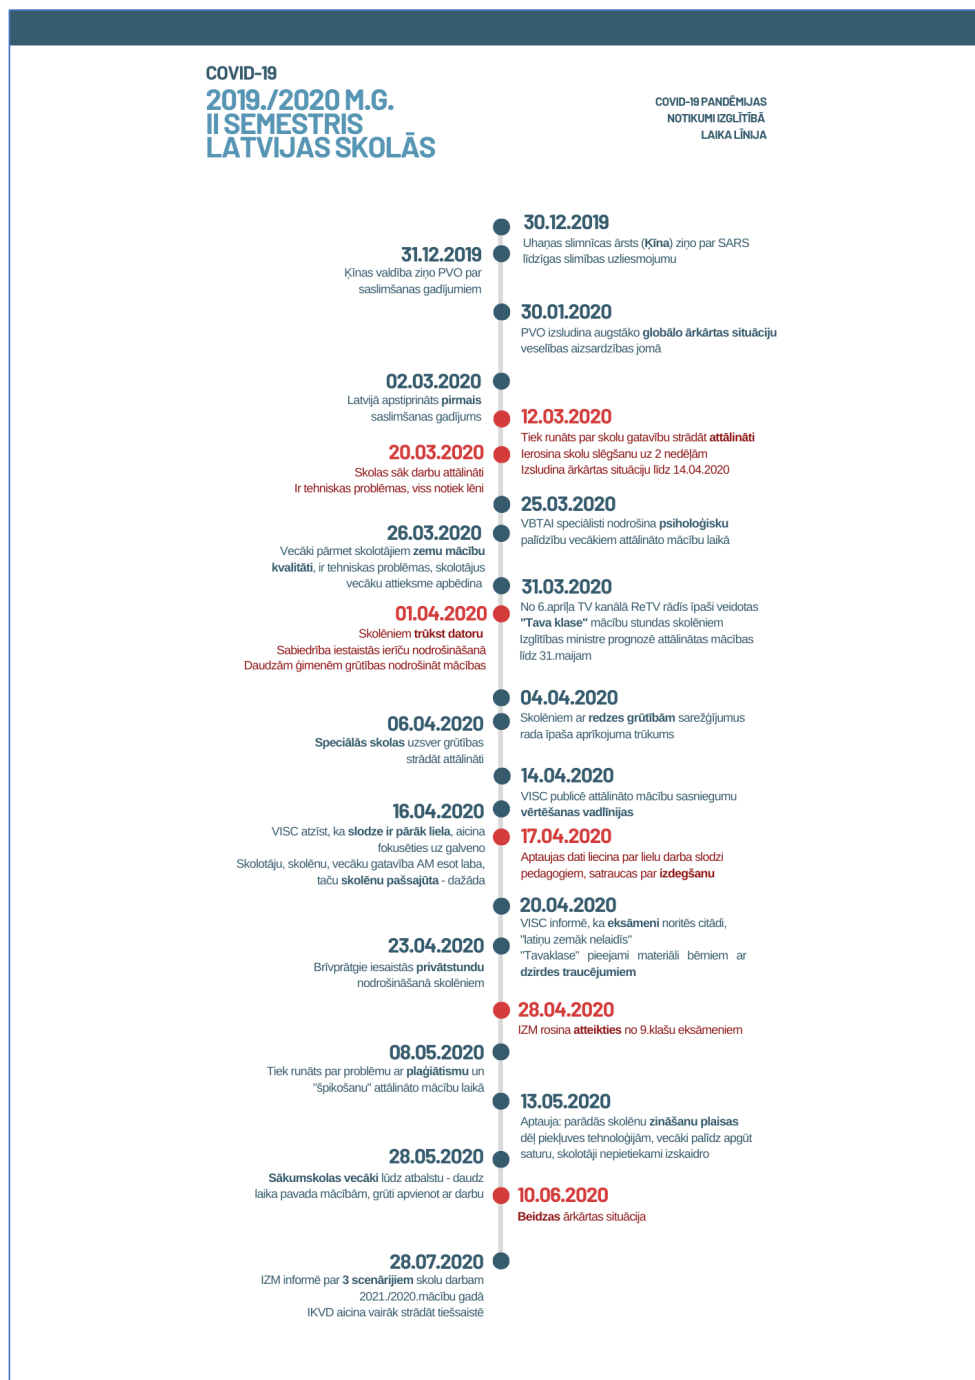 COVID-19
2019./2020 M.G.
II SEMESTRIS
LATVIJAS SKOLĀS
COVID-19 PANDĒMIJAS
NOTIKUMI IZGLĪTĪBĀ
LAIKA LĪNIJA
30.12.2019
Uhaņas slimnīcas ārsts (Ķīna) ziņo par SARS
līdzīgas slimības uzliesmojumu
31.12.2019
Ķīnas valdība ziņo PVO par
saslimšanas gadījumiem
30.01.2020
PVO izsludina augstāko globālo ārkārtas situāciju
veselības aizsardzības jomā
02.03.2020
Latvijā apstiprināts pirmais
saslimšanas gadījums
12.03.2020
Tiek runāts par skolu gatavību strādāt attālināti
Ierosina skolu slēgšanu uz 2 nedēļām
Izsludina ārkārtas situāciju līdz 14.04.2020
20.03.2020
Skolas sāk darbu attālināti
Ir tehniskas problēmas, viss notiek lēni
25.03.2020
VBTAI speciālisti nodrošina psiholoģisku
palīdzību vecākiem attālināto mācību laikā
26.03.2020
Vecāki pārmet skolotājiem zemu mācību
kvalitāti, ir tehniskas problēmas, skolotājus
vecāku attieksme apbēdina
31.03.2020
No 6.aprīļa TV kanālā ReTV rādīs īpaši veidotas
"Tava klase" mācību stundas skolēniem
Izglītības ministre prognozē attālinātas mācības
līdz 31.maijam
01.04.2020
Skolēniem trūkst datoru
Sabiedrība iestaistās ierīču nodrošināšanā
Daudzām ģimenēm grūtības nodrošināt mācības
04.04.2020
Skolēniem ar redzes grūtībām sarežģījumus
rada īpaša aprīkojuma trūkums
06.04.2020
Speciālās skolas uzsver grūtības
strādāt attālināti
14.04.2020
VISC publicē attālināto mācību sasniegumu
vērtēšanas vadlīnijas
16.04.2020
VISC atzīst, ka slodze ir pārāk liela, aicina
fokusēties uz galveno
Skolotāju, skolēnu, vecāku gatavība AM esot laba,
taču skolēnu pašsajūta - dažāda
17.04.2020
Aptaujas dati liecina par lielu darba slodzi
pedagogiem, satraucas par izdegšanu
20.04.2020
VISC informē, ka eksāmeni noritēs citādi,
"latiņu zemāk nelaidīs"
"Tavaklase" pieejami materiāli bērniem ar
dzirdes traucējumiem
23.04.2020
Brīvprātgie iesaistās privātstundu
nodrošināšanā skolēniem
28.04.2020
IZM rosina atteikties no 9.klašu eksāmeniem
08.05.2020
Tiek runāts par problēmu ar plaģiātismu un
"špikošanu" attālināto mācību laikā
13.05.2020
Aptauja: parādās skolēnu zināšanu plaisas
dēļ piekļuves tehnoloģijām, vecāki palīdz apgūt
saturu, skolotāji nepietiekami izskaidro
28.05.2020
Sākumskolas vecāki lūdz atbalstu - daudz
laika pavada mācībām, grūti apvienot ar darbu
10.06.2020
Beidzas ārkārtas situācija
28.07.2020
IZM informē par 3 scenārijiem skolu darbam
2021./2020.mācību gadā
IKVD aicina vairāk strādāt tiešsaistē